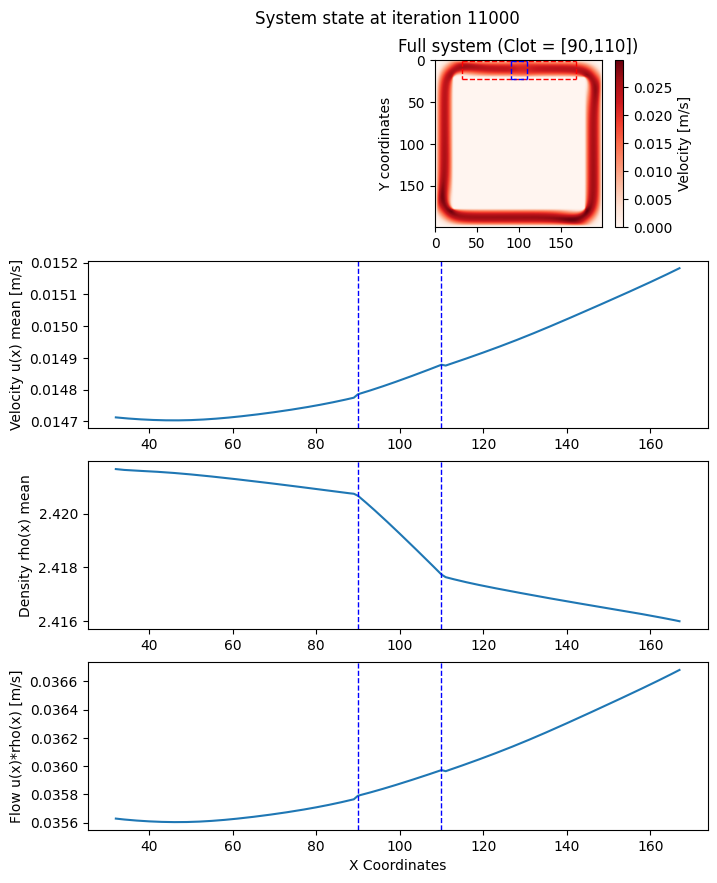 System state at iteration 11000
Full system (Clot = [90,110])
Y coordinates
0
50
100
150
0 50 100 150
0.025
0.020
0.015
0.010
0.005
0.000
Velocity [m/s]
Velocity u(x) mean [m/s]
0.0152
0.0151
0.0150
0.0149
0.0148
0.0147
40 60 80 100 120 140 160
Density rho(x) mean
2.420
2.418
2.416
40 60 80 100 120 140 160
Flow u(x)*rho(x) [m/s]
0.0366
0.0364
0.0362
0.0360
0.0358
0.0356
40 60 80 100 120 140 160
X Coordinates